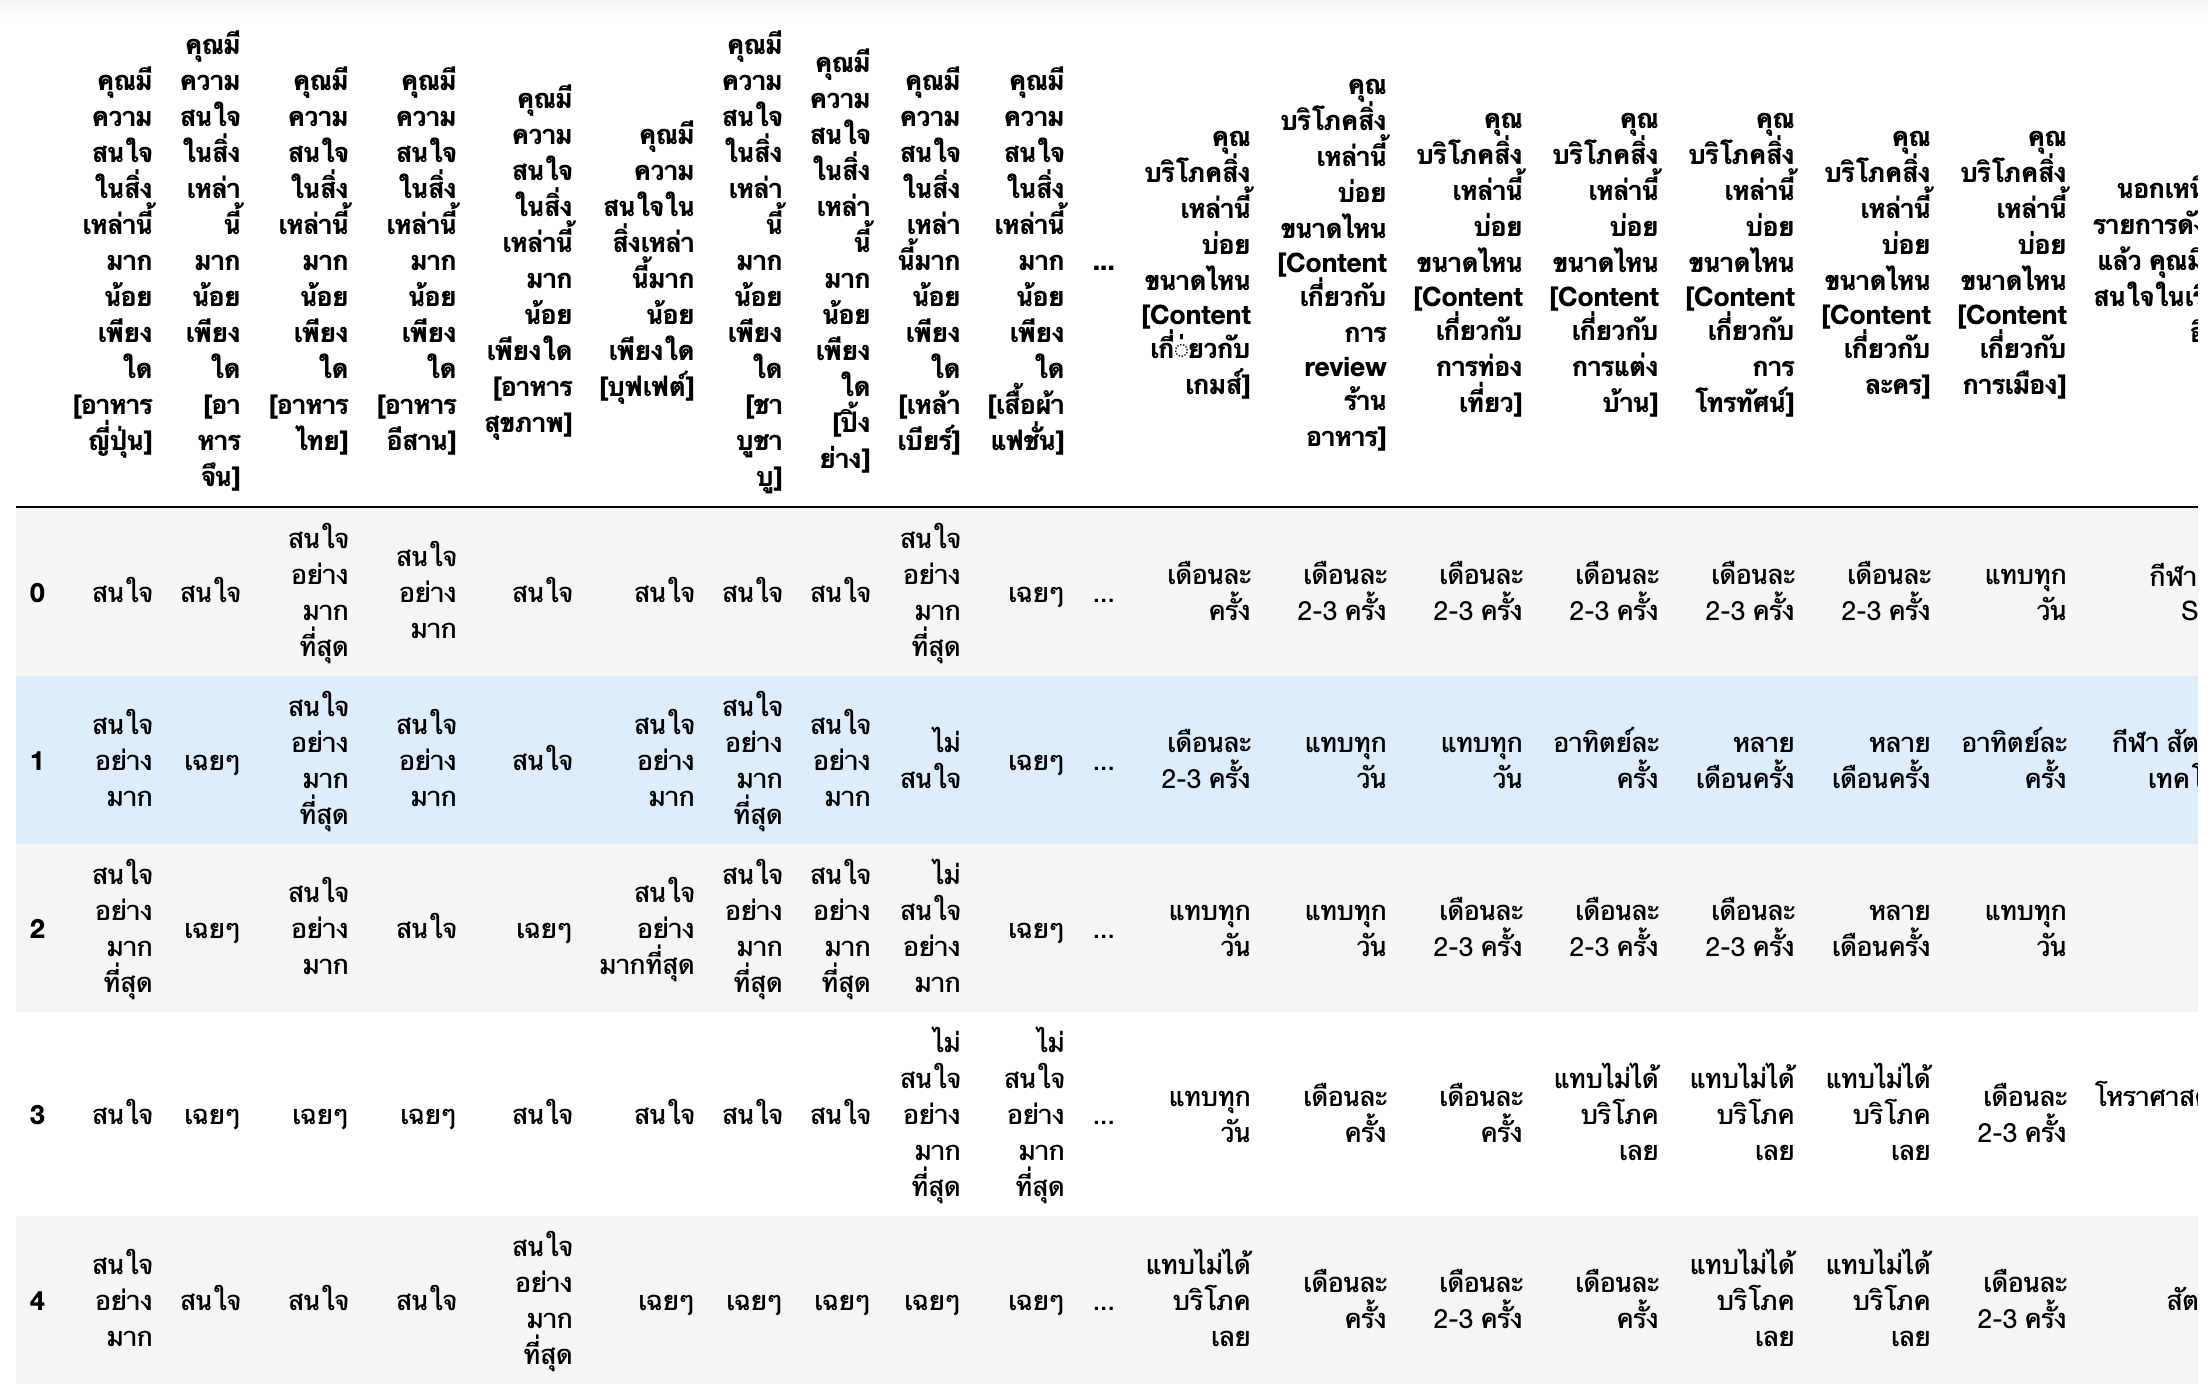 คุณมี
ความ
สนใจ
ในสิ่ง
เหล่านี้
มาก
น้อย
เพียง
ใด
[อาหาร
ญี่ปุ่น]
คุณมี
ความ
สนใจ
ในสิ่ง
เหล่า
นี้
มาก
น้อย
เพียง
ใด
[อา
หาร
จีน]
คุณมี
ความ
สนใจ
ในสิ่ง
เหล่านี้
มาก
น้อย
เพียง
ใด
[อาหาร
ไทย]
คุณมี
ความ
สนใจ
ในสิ่ง
เหล่านี้
มาก
น้อย
เพียง
ใด
[อาหาร
อีสาน]
คุณมี
ความ
สนใจ
ในสิ่ง
เหล่านี้
มาก
น้อย
เพียงใด
[อาหาร
สุขภาพ]
คุณมี
ความ
สนใจใน
สิ่งเหล่า
นี้มาก
น้อย
เพียงใด
[บุฟเฟต์]
คุณมี
ความ
สนใจ
ในสิ่ง
เหล่า
นี้
มาก
น้อย
เพียง
ใด
[ชา
บูชา
บู]
คุณมี
ความ
สนใจ
ในสิ่ง
เหล่า
นี้
มาก
น้อย
เพียง
ใด
[ปิ้ง
ย่าง]
คุณมี
ความ
สนใจ
ในสิ่ง
เหล่า
นี้มาก
น้อย
เพียง
ใด
[เหล้า
เบียร์]
คุณมี
ความ
สนใจ
ในสิ่ง
เหล่านี้
มาก
น้อย
เพียง
ใด
[เสื้อผ้า
แฟชั่น]
...
คุณ
บริโภคสิ่ง
เหล่านี้
บ่อย
ขนาดไหน
[Content
เกี่่ยวกับ
เกมส์]
คุณ
บริโภคสิ่ง
เหล่านี้
บ่อย
ขนาดไหน
[Content
เกี่ยวกับ
การ
review
ร้าน
อาหาร]
คุณ
บริโภคสิ่ง
เหล่านี้
บ่อย
ขนาดไหน
[Content
เกี่ยวกับ
การท่อง
เที่ยว]
คุณ
บริโภคสิ่ง
เหล่านี้
บ่อย
ขนาดไหน
[Content
เกี่ยวกับ
การแต่ง
บ้าน]
คุณ
บริโภคสิ่ง
เหล่านี้
บ่อย
ขนาดไหน
[Content
เกี่ยวกับ
การ
โทรทัศน์]
คุณ
บริโภคสิ่ง
เหล่านี้
บ่อย
ขนาดไหน
[Content
เกี่ยวกับ
ละคร]
คุณ
บริโภคสิ่ง
เหล่านี้
บ่อย
ขนาดไหน
[Content
เกี่ยวกับ
การเมือง]
นอกเหนื
รายการดัง
แล้ว คุณมี
สนใจในเรื
0
สนใจ
สนใจ
สนใจ
อย่าง
มาก
ที่สุด
สนใจ
อย่าง
มาก
สนใจ
สนใจ
สนใจ
สนใจ
สนใจ
อย่าง
มาก
ที่สุด
เฉยๆ
...
เดือนละ
ครั้ง
เดือนละ
2-3 ครั้ง
เดือนละ
2-3 ครั้ง
เดือนละ
2-3 ครั้ง
เดือนละ
2-3 ครั้ง
เดือนละ
2-3 ครั้ง
แทบทุก
วัน
กีฬา
S
1
สนใจ
อย่าง
มาก
เฉยๆ
สนใจ
อย่าง
มาก
ที่สุด
สนใจ
อย่าง
มาก
สนใจ
สนใจ
อย่าง
มาก
สนใจ
อย่าง
มาก
ที่สุด
สนใจ
อย่าง
มาก
ไม่
สนใจ
เฉยๆ
...
เดือนละ
2-3 ครั้ง
แทบทุก
วัน
แทบทุก
วัน
อาทิตย์ละ
ครั้ง
หลาย
เดือนครั้ง
หลาย
เดือนครั้ง
อาทิตย์ละ
ครั้ง
กีฬา สัต
เทคโ
2
สนใจ
อย่าง
มาก
ที่สุด
เฉยๆ
สนใจ
อย่าง
มาก
สนใจ
เฉยๆ
สนใจ
อย่าง
มากที่สุด
สนใจ
อย่าง
มาก
ที่สุด
สนใจ
อย่าง
มาก
ที่สุด
ไม่
สนใจ
อย่าง
มาก
เฉยๆ
...
แทบทุก
วัน
แทบทุก
วัน
เดือนละ
2-3 ครั้ง
เดือนละ
2-3 ครั้ง
เดือนละ
2-3 ครั้ง
หลาย
เดือนครั้ง
แทบทุก
วัน
3
สนใจ
เฉยๆ
เฉยๆ
เฉยๆ
สนใจ
สนใจ
สนใจ
สนใจ
ไม่
สนใจ
อย่าง
มาก
ที่สุด
ไม่
สนใจ
อย่าง
มาก
ที่สุด
...
แทบทุก
วัน
เดือนละ
ครั้ง
เดือนละ
ครั้ง
แทบไม่ได้
บริโภค
เลย
แทบไม่ได้
บริโภค
เลย
แทบไม่ได้
บริโภค
เลย
เดือนละ
2-3 ครั้ง
โหราศาสต
4
สนใจ
อย่าง
มาก
สนใจ
สนใจ
สนใจ
สนใจ
อย่าง
มาก
ที่สุด
เฉยๆ
เฉยๆ
เฉยๆ
เฉยๆ
เฉยๆ
...
แทบไม่ได้
บริโภค
เลย
เดือนละ
ครั้ง
เดือนละ
2-3 ครั้ง
เดือนละ
ครั้ง
แทบไม่ได้
บริโภค
เลย
แทบไม่ได้
บริโภค
เลย
เดือนละ
2-3 ครั้ง
สัต